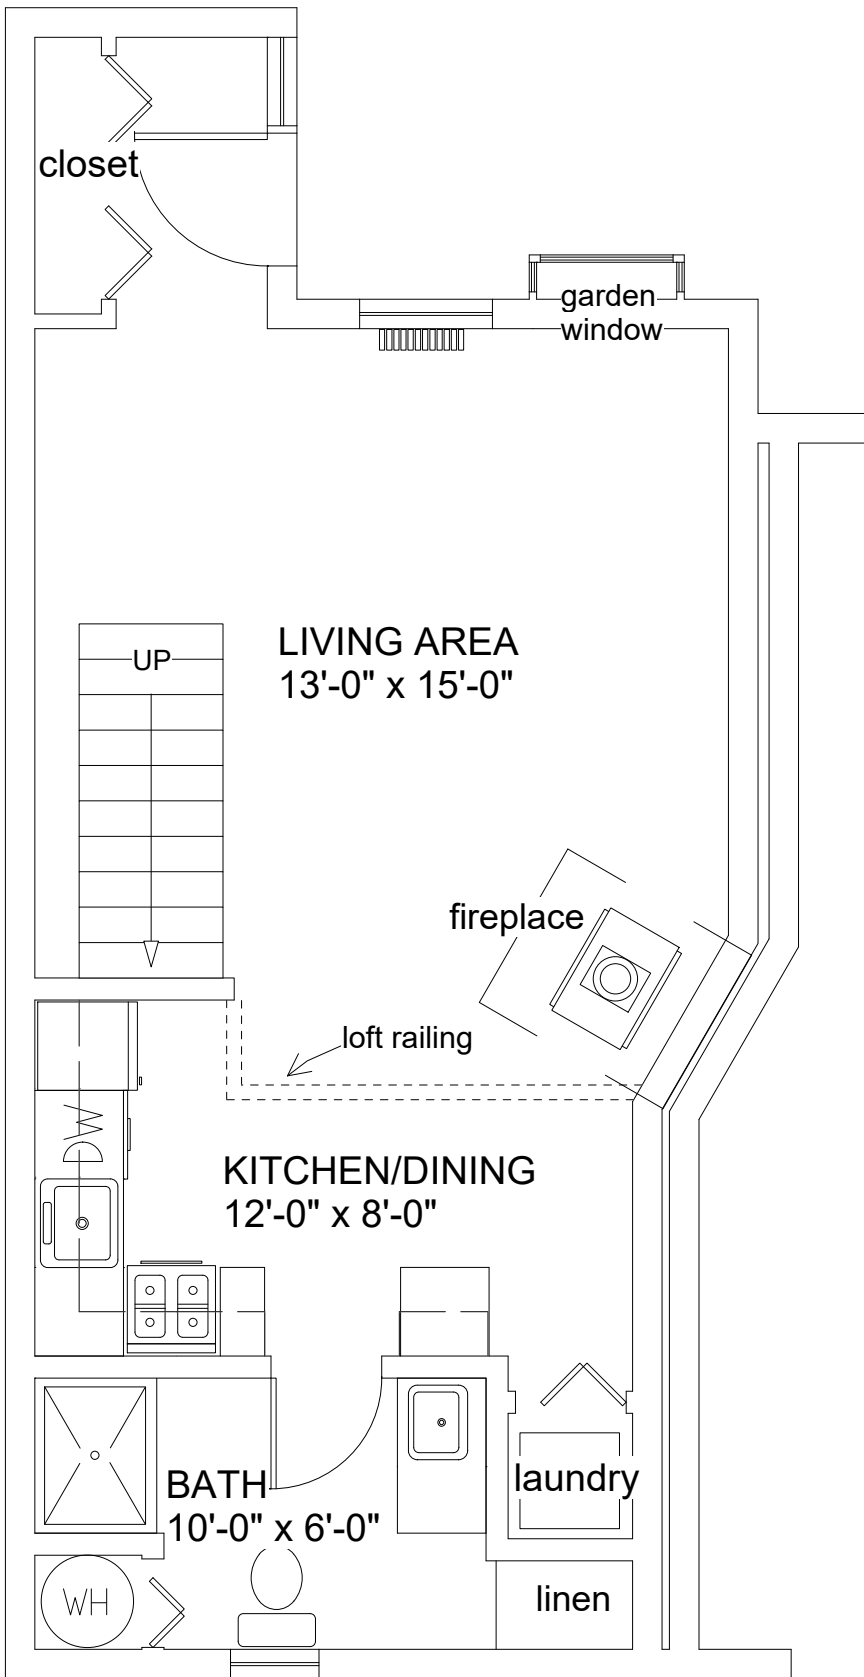 closet
garden
window
LIVING AREA
13'-0" x 15'-0"
UP
fireplace
loft railing
DW
KITCHEN/DINING
12'-0" x 8'-0"
BATH
10'-0" x 6'-0"
laundry
WH
linen